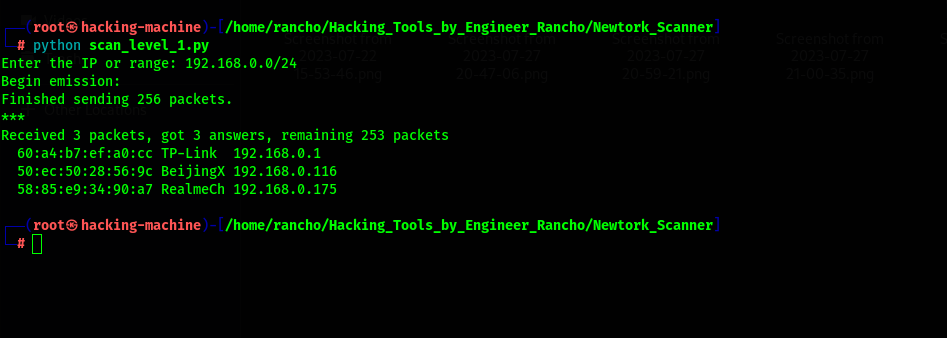 ┌──(root㉿hacking-machine)-[/home/rancho/Hacking_Tools_by_Engineer_Rancho/Newtork_Scanner]
└─# python scan_level_1.py
Enter the IP or range: 192.168.0.0/24
Begin emission:
Finished sending 256 packets.
***
Received 3 packets, got 3 answers, remaining 253 packets
  60:a4:b7:ef:a0:cc TP-Link  192.168.0.1
  50:ec:50:28:56:9c BeijingX 192.168.0.116
  58:85:e9:34:90:a7 RealmeCh 192.168.0.175
┌──(root㉿hacking-machine)-[/home/rancho/Hacking_Tools_by_Engineer_Rancho/Newtork_Scanner]
└─#
Screenshot from Screenshot from Screenshot from Screenshot from
2023-07-22 2023-07-27 2023-07-27 2023-07-27
20-47-06.png 20-59-21.png 21-00-35.png